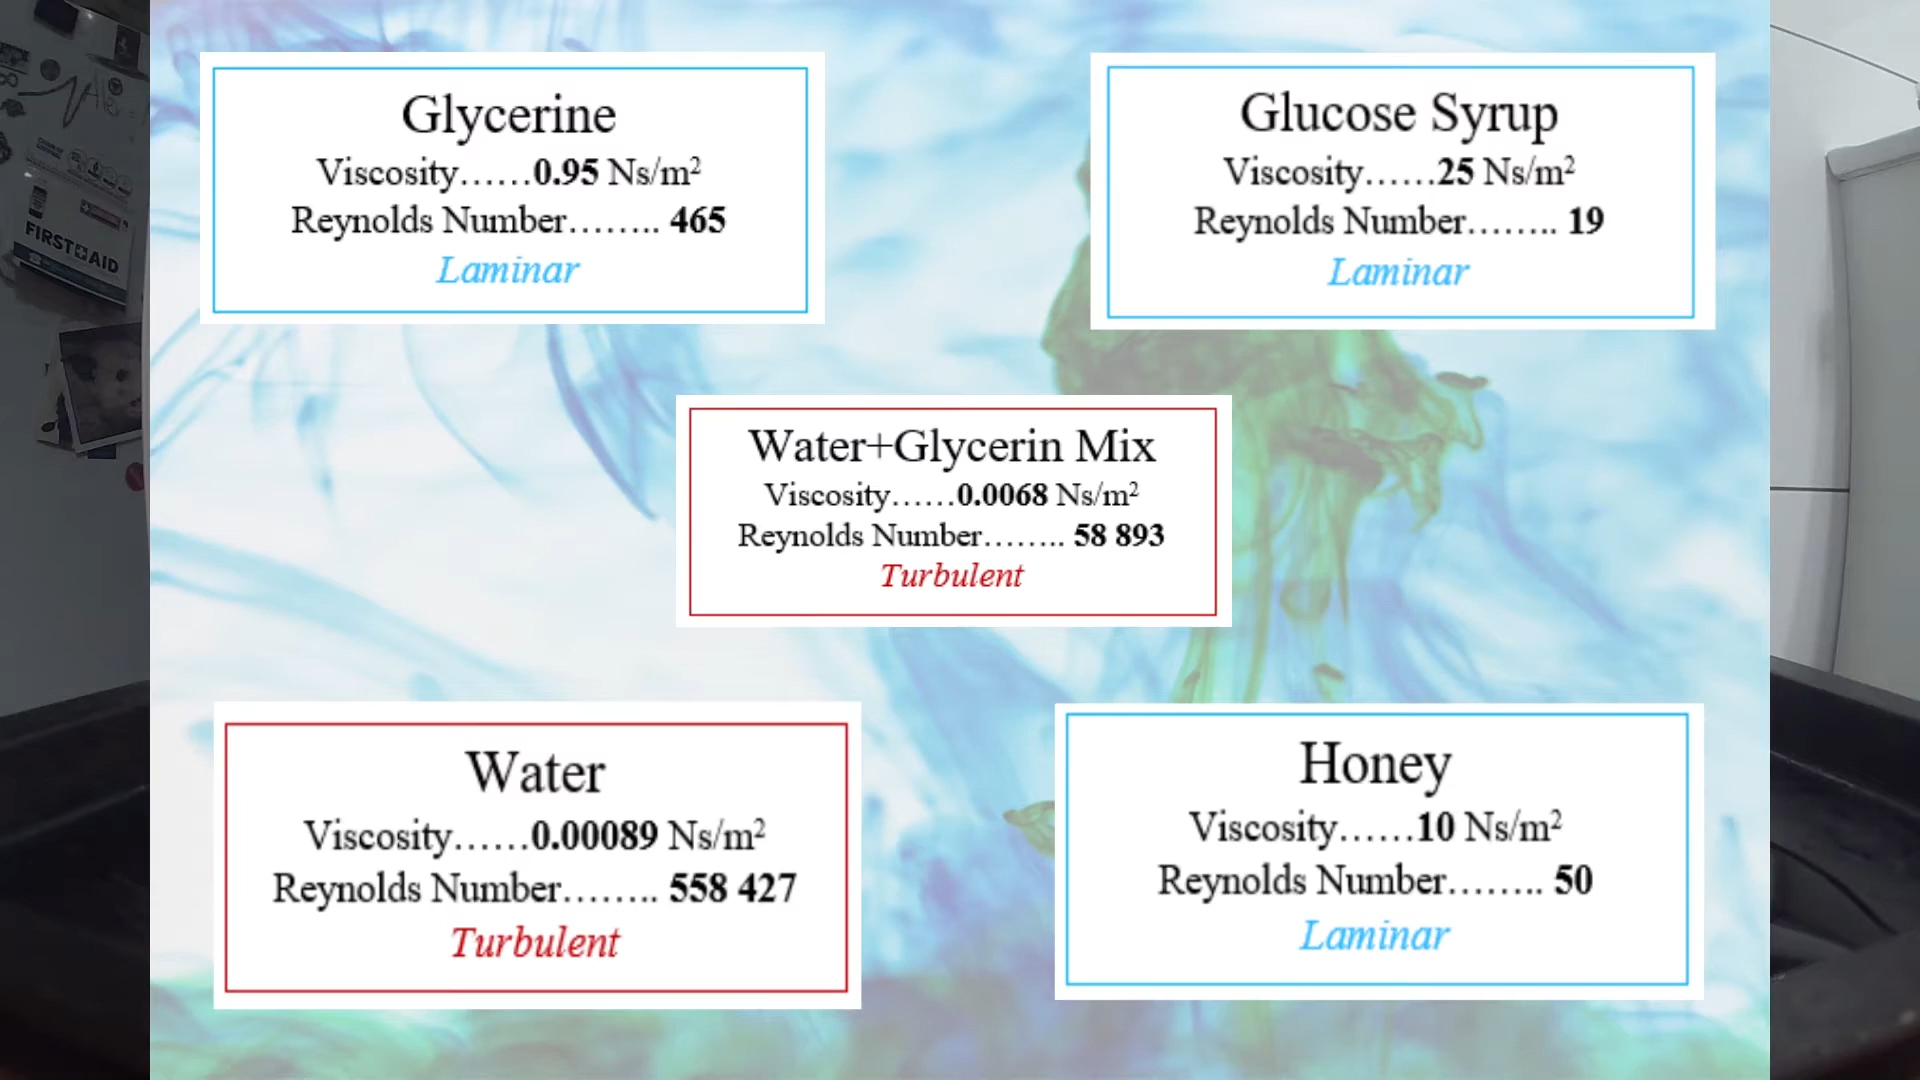 Glycerine
Viscosity......0.95 Ns/m²
Reynolds Number........ 465
Laminar
Glucose Syrup
Viscosity......25 Ns/m²
Reynolds Number........ 19
Laminar
Water+Glycerin Mix
Viscosity......0.0068 Ns/m²
Reynolds Number........ 58 893
Turbulent
Water
Viscosity......0.00089 Ns/m²
Reynolds Number........ 558 427
Turbulent
Honey
Viscosity......10 Ns/m²
Reynolds Number........ 50
Laminar
FIRST AID